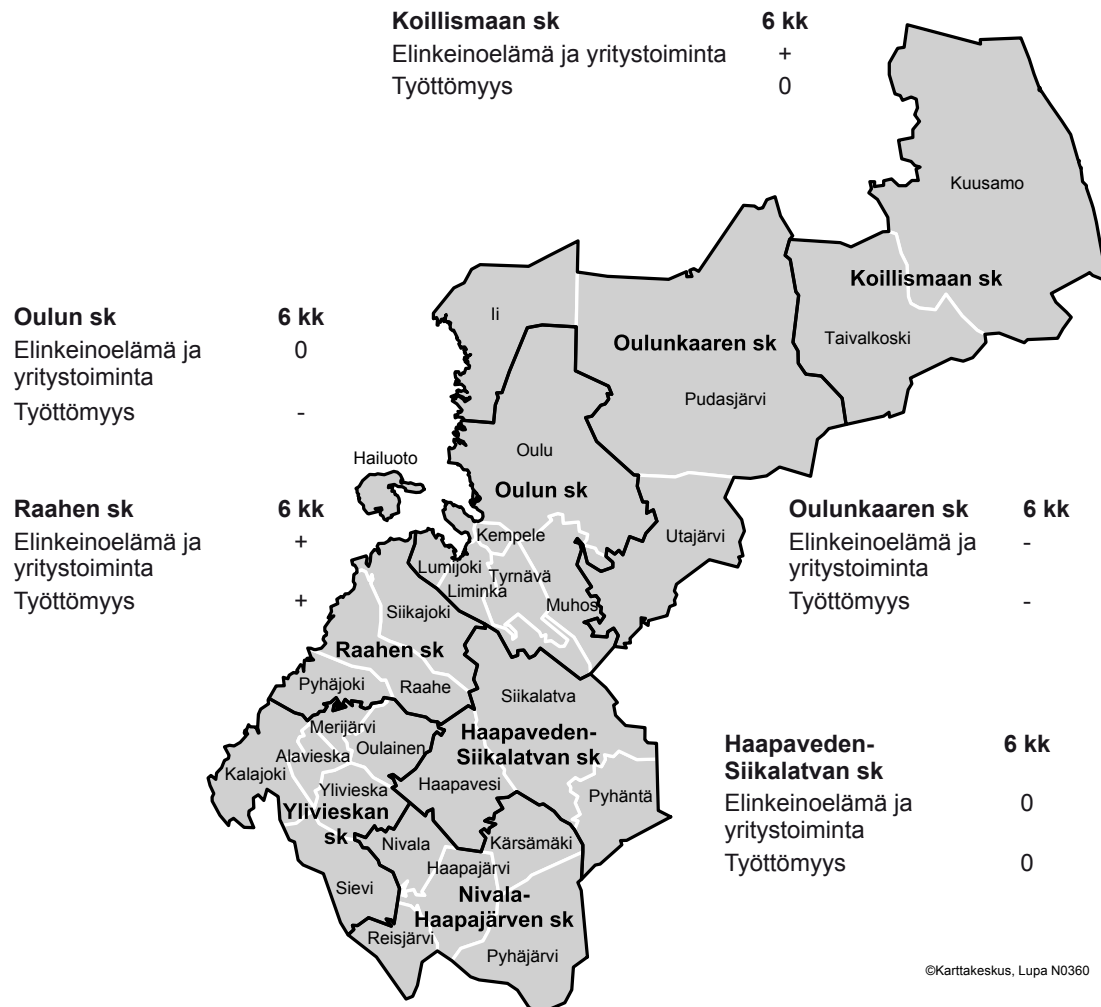 Koillismaan sk 6 kk
Elinkeinoelämä ja yritystoiminta +
Työttömyys 0
Kuusamo
Koillismaan sk
Taivalkoski
Oulun sk 6 kk
Elinkeinoelämä ja 0
yritystoiminta
Työttömyys -
Ii
Oulunkaaren sk
Pudasjärvi
Oulu
Hailuoto
Oulun sk
Raahen sk 6 kk
Elinkeinoelämä ja +
yritystoiminta
Työttömyys +
Kempele
Utajärvi
Lumijoki
Tyrnävä
Liminka
Muhos
Oulunkaaren sk 6 kk
Elinkeinoelämä ja -
yritystoiminta
Työttömyys -
Siikajoki
Raahen sk
Pyhäjoki
Raahe
Siikalatva
Merijärvi
Haapaveden-
Siikalatvan sk
Oulainen
Alavieska
Kalajoki
Haapavesi
Ylivieska
Pyhäntä
Ylivieskan
sk
Nivala
Kärsämäki
Haapajärvi
Sievi
Nivala-
Haapajärven sk
Reisjärvi
Pyhäjärvi
Haapaveden- 6 kk
Siikalatvan sk
Elinkeinoelämä ja 0
yritystoiminta
Työttömyys 0
©Karttakeskus, Lupa N0360